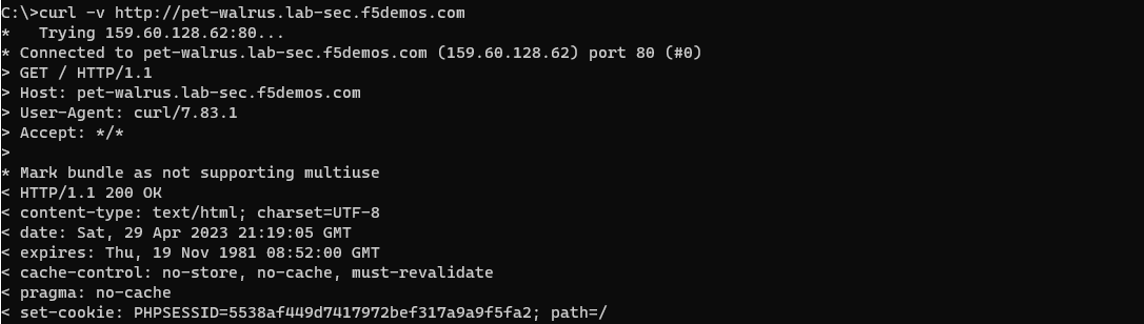 C:\>curl -v http://pet-walrus.lab-sec.f5demos.com
*   Trying 159.60.128.62:80...
* Connected to pet-walrus.lab-sec.f5demos.com (159.60.128.62) port 80 (#0)
> GET / HTTP/1.1
> Host: pet-walrus.lab-sec.f5demos.com
> User-Agent: curl/7.83.1
> Accept: */*
>
* Mark bundle as not supporting multiuse
< HTTP/1.1 200 OK
< content-type: text/html; charset=UTF-8
< date: Sat, 29 Apr 2023 21:19:05 GMT
< expires: Thu, 19 Nov 1981 08:52:00 GMT
< cache-control: no-store, no-cache, must-revalidate
< pragma: no-cache
< set-cookie: PHPSESSID=5538af449d7417972bef317a9a9f5fa2; path=/